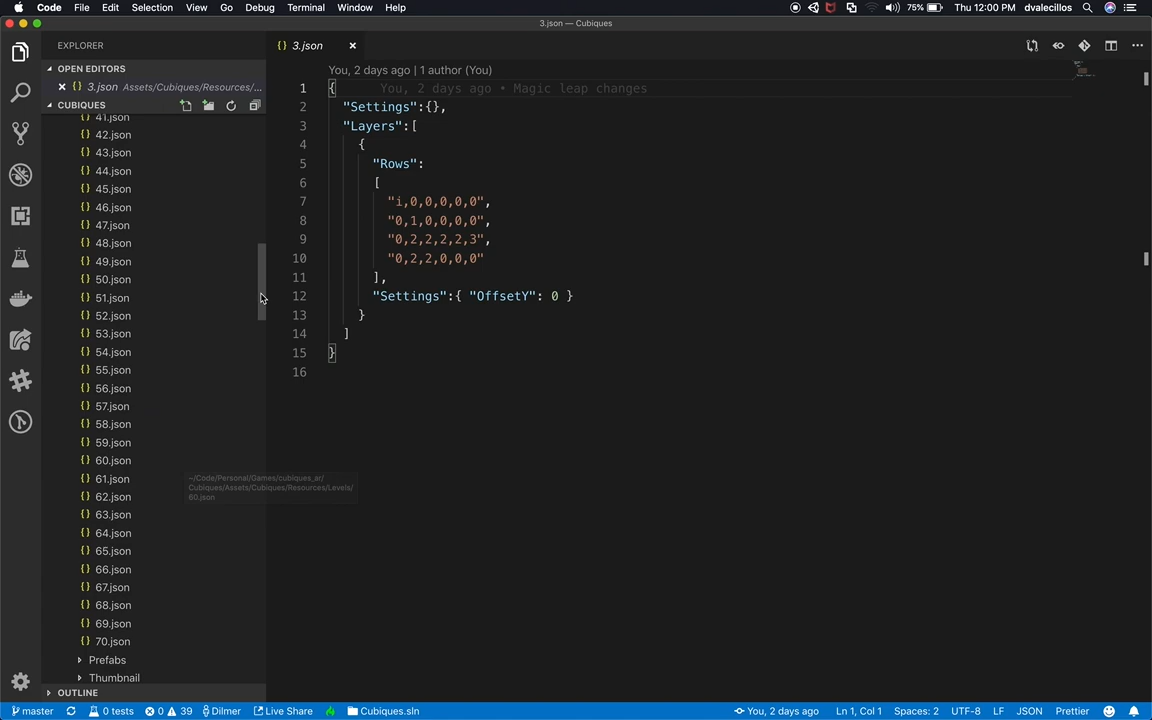 Code File Edit Selection View Go Debug Terminal Window Help 75% Thu 12:00 PM dvalecillos
3.json — Cubiques
EXPLORER
OPEN EDITORS
3.json Assets/Cubiques/Resources/...
CUBIQUES
41.json
42.json
43.json
44.json
45.json
46.json
47.json
48.json
49.json
50.json
51.json
52.json
53.json
54.json
55.json
56.json
57.json
58.json
59.json
60.json
61.json
62.json
63.json
64.json
65.json
66.json
67.json
68.json
69.json
70.json
Prefabs
Thumbnail
OUTLINE
~/Code/Personal/Games/cubiques_ar/
Cubiques/Assets/Cubiques/Resources/Levels/
60.json
{} 3.json
You, 2 days ago | 1 author (You)
1 { You, 2 days ago • Magic leap changes
2 "Settings":{},
3 "Layers":[
4 {
5 "Rows":
6 [
7 "i,0,0,0,0,0",
8 "0,1,0,0,0,0",
9 "0,2,2,2,2,3",
10 "0,2,2,0,0,0"
11 ],
12 "Settings":{ "OffsetY": 0 }
13 }
14 ]
15 }
16
master 0 tests 0 39 Dilmer Live Share Cubiques.sln You, 2 days ago Ln 1, Col 1 Spaces: 2 UTF-8 LF JSON Prettier